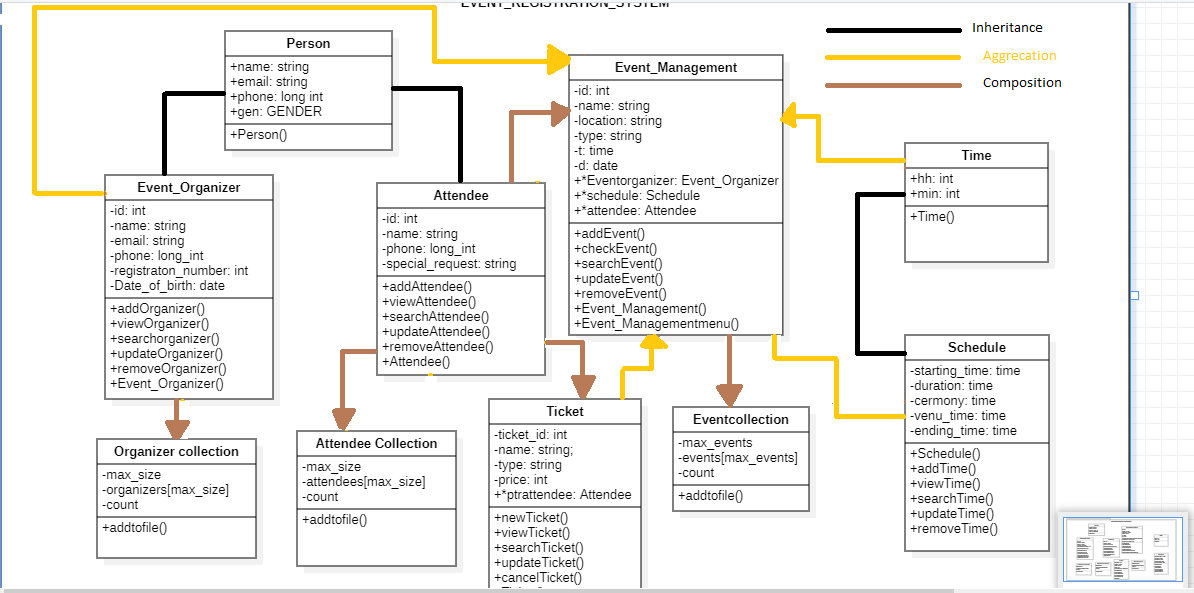 EVENT_REGISTRATION_SYSTEM
Inheritance
Aggrecation
Composition
Person
+name: string
+email: string
+phone: long int
+gen: GENDER
+Person()
Event_Management
-id: int
-name: string
-location: string
-type: string
-t: time
-d: date
+*Eventorganizer: Event_Organizer
+*schedule: Schedule
+*attendee: Attendee
+addEvent()
+checkEvent()
+searchEvent()
+updateEvent()
+removeEvent()
+Event_Management()
+Event_Managementmenu()
Time
+hh: int
+min: int
+Time()
Event_Organizer
-id: int
-name: string
-email: string
-phone: long_int
-registraton_number: int
-Date_of_birth: date
+addOrganizer()
+viewOrganizer()
+searchorganizer()
+updateOrganizer()
+removeOrganizer()
+Event_Organizer()
Attendee
-id: int
-name: string
-phone: long_int
-special_request: string
+addAttendee()
+viewAttendee()
+searchAttendee()
+updateAttendee()
+removeAttendee()
+Attendee()
Schedule
-starting_time: time
-duration: time
-cermony: time
-venu_time: time
-ending_time: time
+Schedule()
+addTime()
+viewTime()
+searchTime()
+updateTime()
+removeTime()
Organizer collection
-max_size
-organizers[max_size]
-count
+addtofile()
Attendee Collection
-max_size
-attendees[max_size]
-count
+addtofile()
Ticket
-ticket_id: int
-name: string;
-type: string
-price: int
+*ptrattendee: Attendee
+newTicket()
+viewTicket()
+searchTicket()
+updateTicket()
+cancelTicket()
Eventcollection
-max_events
-events[max_events]
-count
+addtofile()